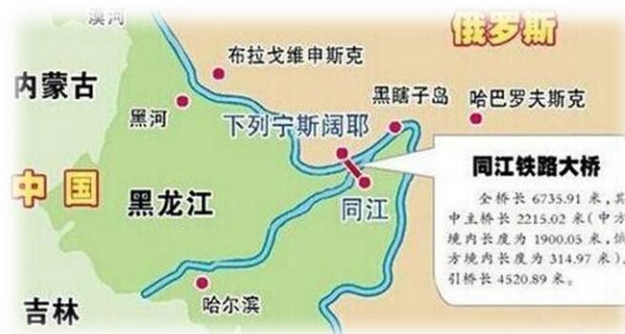 漠河
俄罗斯
布拉戈维申斯克
内蒙古
黑瞎子岛
哈巴罗夫斯克
黑河
下列宁斯阔耶
同江铁路大桥
中国
黑龙江
全桥长 6735.91 米,其
中主桥长 2215.02 米(中方
境内长度为 1900.05 米,俄
方境内长度为 314.97 米),
引桥长 4520.89 米。
同江
哈尔滨
吉林